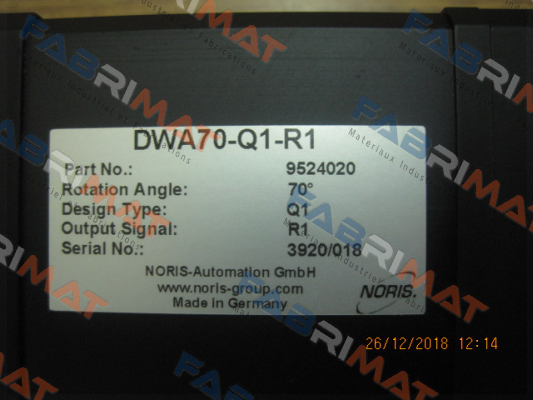 DWA70-Q1-R1
Part No.: 9524020
Rotation Angle: 70°
Design Type: Q1
Output Signal: R1
Serial No.: 3920/018
NORIS-Automation GmbH
www.noris-group.com
Made in Germany
NORIS
26/12/2018 12:14
FABRIMAT
FABRIMAT
FABRIMAT
FABRIMAT
FABRIMAT